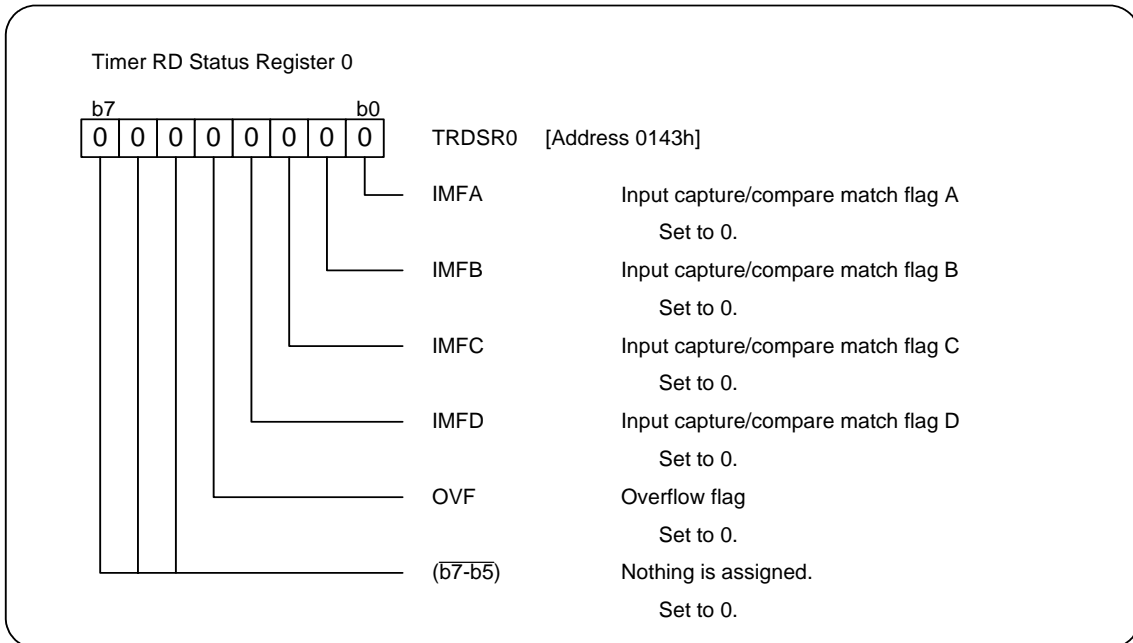 Timer RD Status Register 0
b7 b0
0 0 0 0 0 0 0 0 TRDSR0 [Address 0143h]
IMFA Input capture/compare match flag A
Set to 0.
IMFB Input capture/compare match flag B
Set to 0.
IMFC Input capture/compare match flag C
Set to 0.
IMFD Input capture/compare match flag D
Set to 0.
OVF Overflow flag
Set to 0.
(b7-b5) Nothing is assigned.
Set to 0.